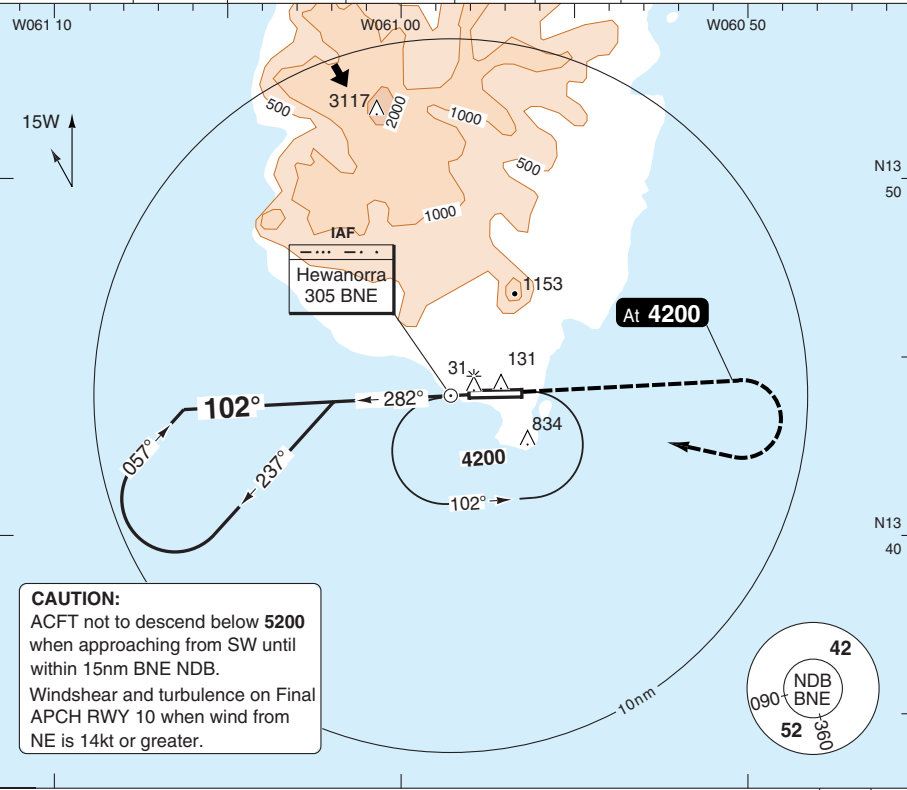 W061 10
W061 00
W060 50
3117
2000
500
1000
15W
500
N13
50
1000
IAF
Hewanorra
305 BNE
1153
At 4200
31
131
282°
102°
834
057°
237°
4200
102°
N13
40
CAUTION:
ACFT not to descend below 5200
when approaching from SW until
within 15nm BNE NDB.
Windshear and turbulence on Final
APCH RWY 10 when wind from
NE is 14kt or greater.
10nm
42
NDB
BNE
090
52
360